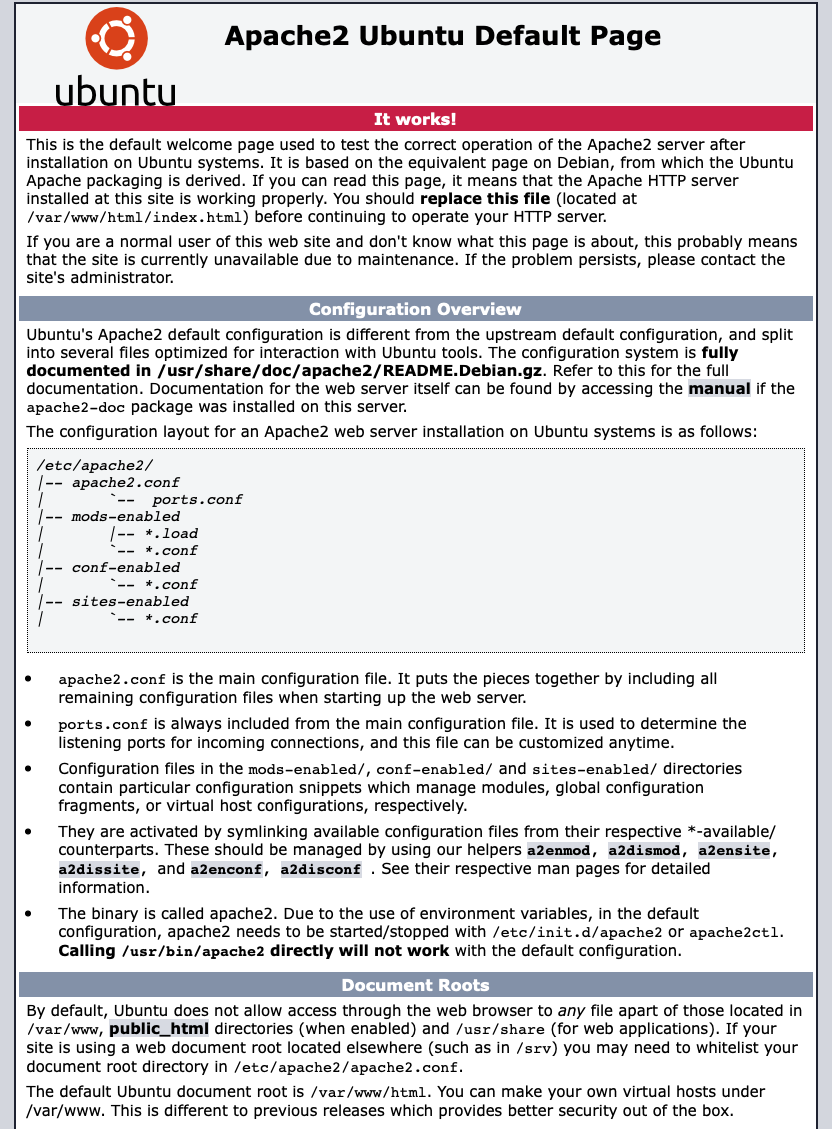 Apache2 Ubuntu Default Page
ubuntu
It works!
This is the default welcome page used to test the correct operation of the Apache2 server after
installation on Ubuntu systems. It is based on the equivalent page on Debian, from which the Ubuntu
Apache packaging is derived. If you can read this page, it means that the Apache HTTP server
installed at this site is working properly. You should replace this file (located at
/var/www/html/index.html) before continuing to operate your HTTP server.
If you are a normal user of this web site and don't know what this page is about, this probably means
that the site is currently unavailable due to maintenance. If the problem persists, please contact the
site's administrator.
Configuration Overview
Ubuntu's Apache2 default configuration is different from the upstream default configuration, and split
into several files optimized for interaction with Ubuntu tools. The configuration system is fully
documented in /usr/share/doc/apache2/README.Debian.gz. Refer to this for the full
documentation. Documentation for the web server itself can be found by accessing the manual if the
apache2-doc package was installed on this server.
The configuration layout for an Apache2 web server installation on Ubuntu systems is as follows:
/etc/apache2/
|-- apache2.conf
|       `--  ports.conf
|-- mods-enabled
|       |-- *.load
|       `-- *.conf
|-- conf-enabled
|       `-- *.conf
|-- sites-enabled
|       `-- *.conf
• apache2.conf is the main configuration file. It puts the pieces together by including all
remaining configuration files when starting up the web server.
• ports.conf is always included from the main configuration file. It is used to determine the
listening ports for incoming connections, and this file can be customized anytime.
• Configuration files in the mods-enabled/, conf-enabled/ and sites-enabled/ directories
contain particular configuration snippets which manage modules, global configuration
fragments, or virtual host configurations, respectively.
• They are activated by symlinking available configuration files from their respective *-available/
counterparts. These should be managed by using our helpers a2enmod, a2dismod, a2ensite,
a2dissite, and a2enconf, a2disconf . See their respective man pages for detailed
information.
• The binary is called apache2. Due to the use of environment variables, in the default
configuration, apache2 needs to be started/stopped with /etc/init.d/apache2 or apache2ctl.
Calling /usr/bin/apache2 directly will not work with the default configuration.
Document Roots
By default, Ubuntu does not allow access through the web browser to any file apart of those located in
/var/www, public_html directories (when enabled) and /usr/share (for web applications). If your
site is using a web document root located elsewhere (such as in /srv) you may need to whitelist your
document root directory in /etc/apache2/apache2.conf.
The default Ubuntu document root is /var/www/html. You can make your own virtual hosts under
/var/www. This is different to previous releases which provides better security out of the box.